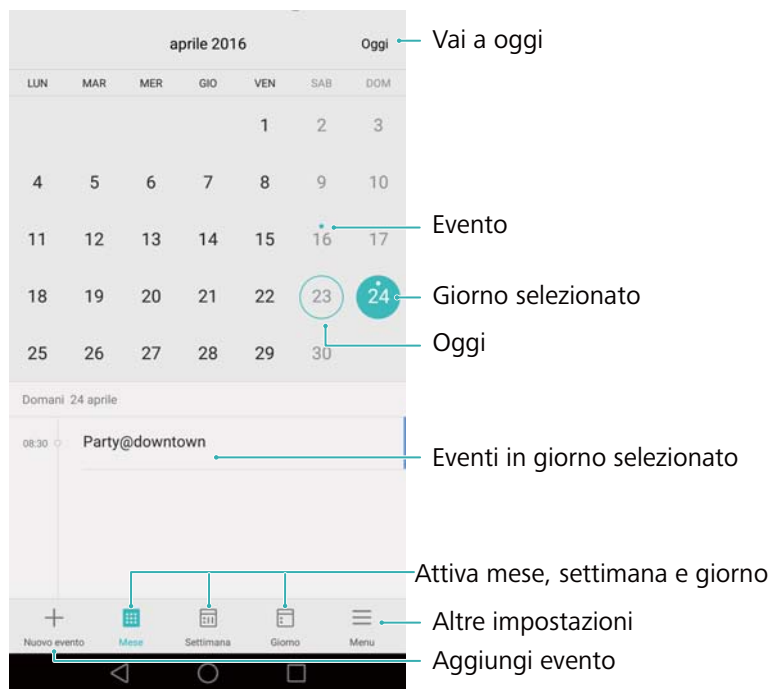 aprile 2016 Oggi Vai a oggi
LUN MAR MER GIO VEN SAB DOM
1 2 3
4 5 6 7 8 9 10
Evento
11 12 13 14 15 16 17
18 19 20 21 22 23 24 Giorno selezionato
Oggi
25 26 27 28 29 30
Domani 24 aprile
08:30 Party@downtown
Eventi in giorno selezionato
Attiva mese, settimana e giorno
Altre impostazioni
Nuovo evento Mese Settimana Giorno Menu
Aggiungi evento